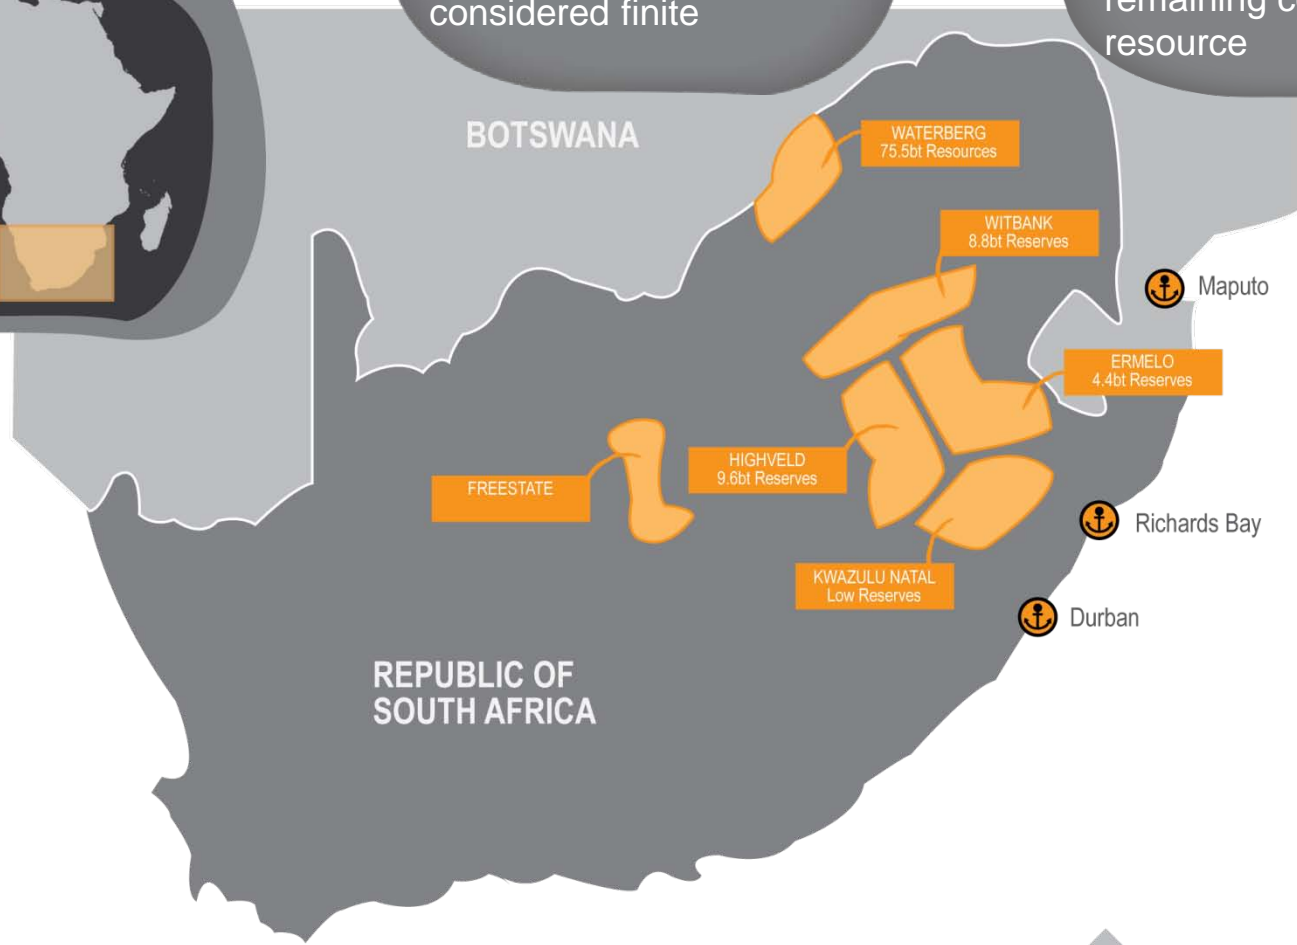 considered finite
remaining
resource
BOTSWANA
WATERBERG
75.5bt Resources
WITBANK
8.8bt Reserves
Maputo
ERMELO
4.4bt Reserves
HIGHVELD
9.6bt Reserves
FREESTATE
Richards Bay
KWAZULU NATAL
Low Reserves
Durban
REPUBLIC OF
SOUTH AFRICA